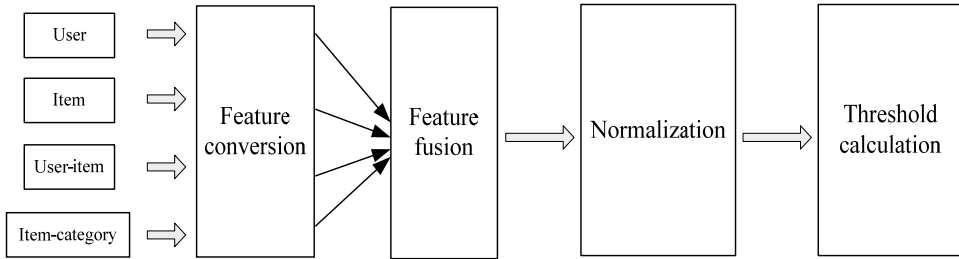 User
Item
User-item
Item-category
Feature
conversion
Feature
fusion
Normalization
Threshold
calculation